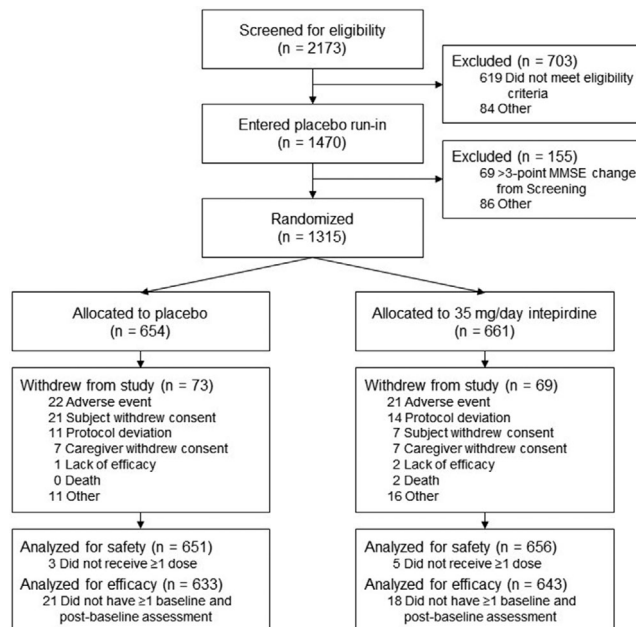 Screened for eligibility
(n = 2173)
Excluded (n = 703)
619 Did not meet eligibility
criteria
84 Other
Entered placebo run-in
(n = 1470)
Excluded (n = 155)
69 >3-point MMSE change
from Screening
86 Other
Randomized
(n = 1315)
Allocated to placebo
(n = 654)
Withdrew from study (n = 73)
22 Adverse event
21 Subject withdrew consent
11 Protocol deviation
7 Caregiver withdrew consent
1 Lack of efficacy
0 Death
11 Other
Analyzed for safety (n = 651)
3 Did not receive ≥1 dose
Analyzed for efficacy (n = 633)
21 Did not have ≥1 baseline and
post-baseline assessment
Allocated to 35 mg/day intepirdine
(n = 661)
Withdrew from study (n = 69)
21 Adverse event
14 Protocol deviation
7 Subject withdrew consent
7 Caregiver withdrew consent
2 Lack of efficacy
2 Death
16 Other
Analyzed for safety (n = 656)
5 Did not receive ≥1 dose
Analyzed for efficacy (n = 643)
18 Did not have ≥1 baseline and
post-baseline assessment